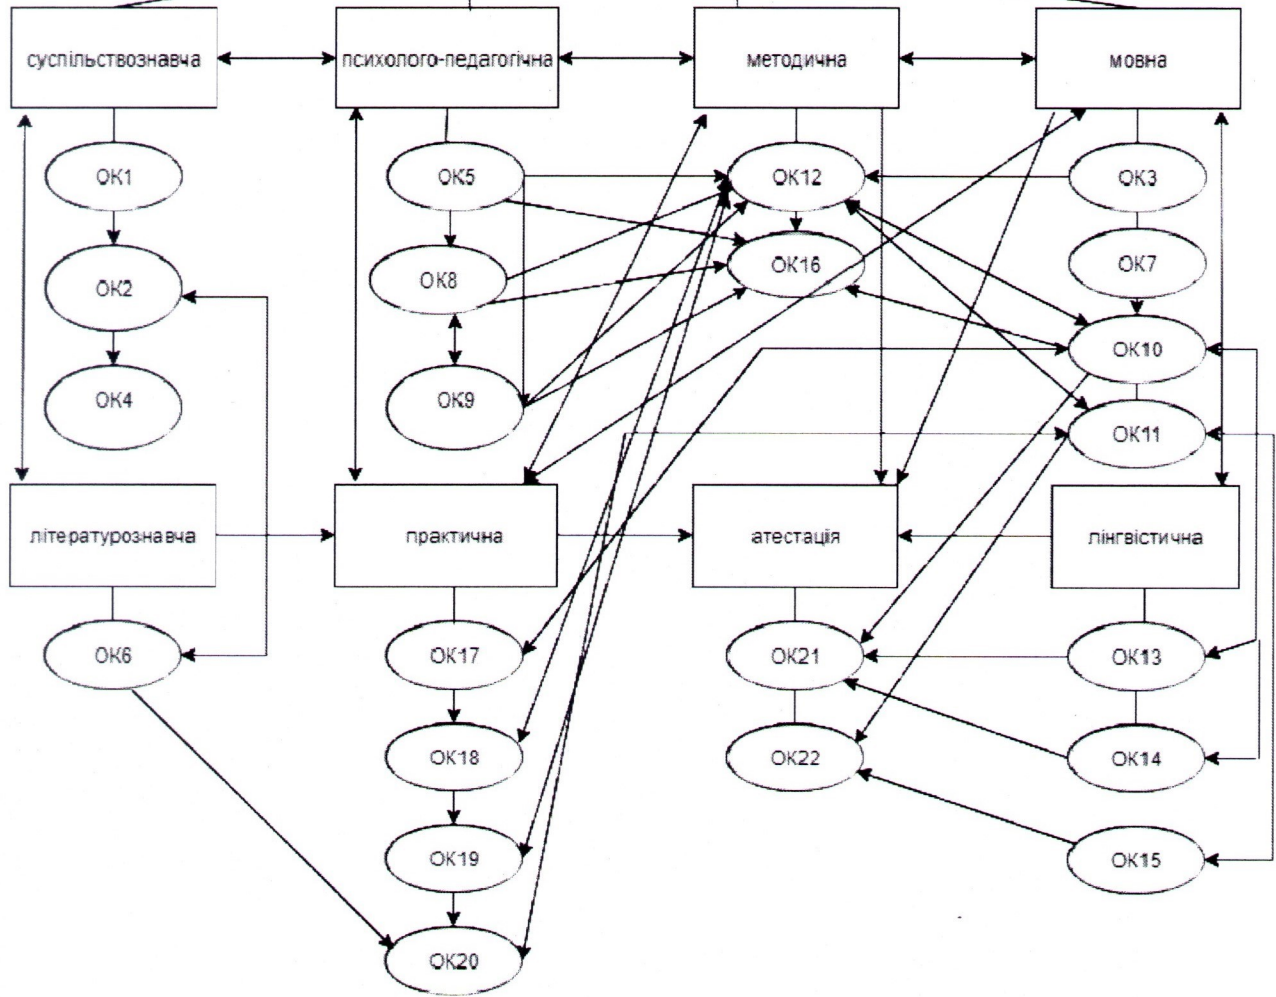 суспільствознавча
психолого-педагогічна
методична
мовна
ОК1
ОК5
ОК12
ОК3
ОК2
ОК8
ОК16
ОК7
ОК4
ОК9
ОК10
ОК11
літературознавча
практична
атестація
лінгвістична
ОК6
ОК17
ОК21
ОК13
ОК18
ОК22
ОК14
ОК19
ОК15
ОК20